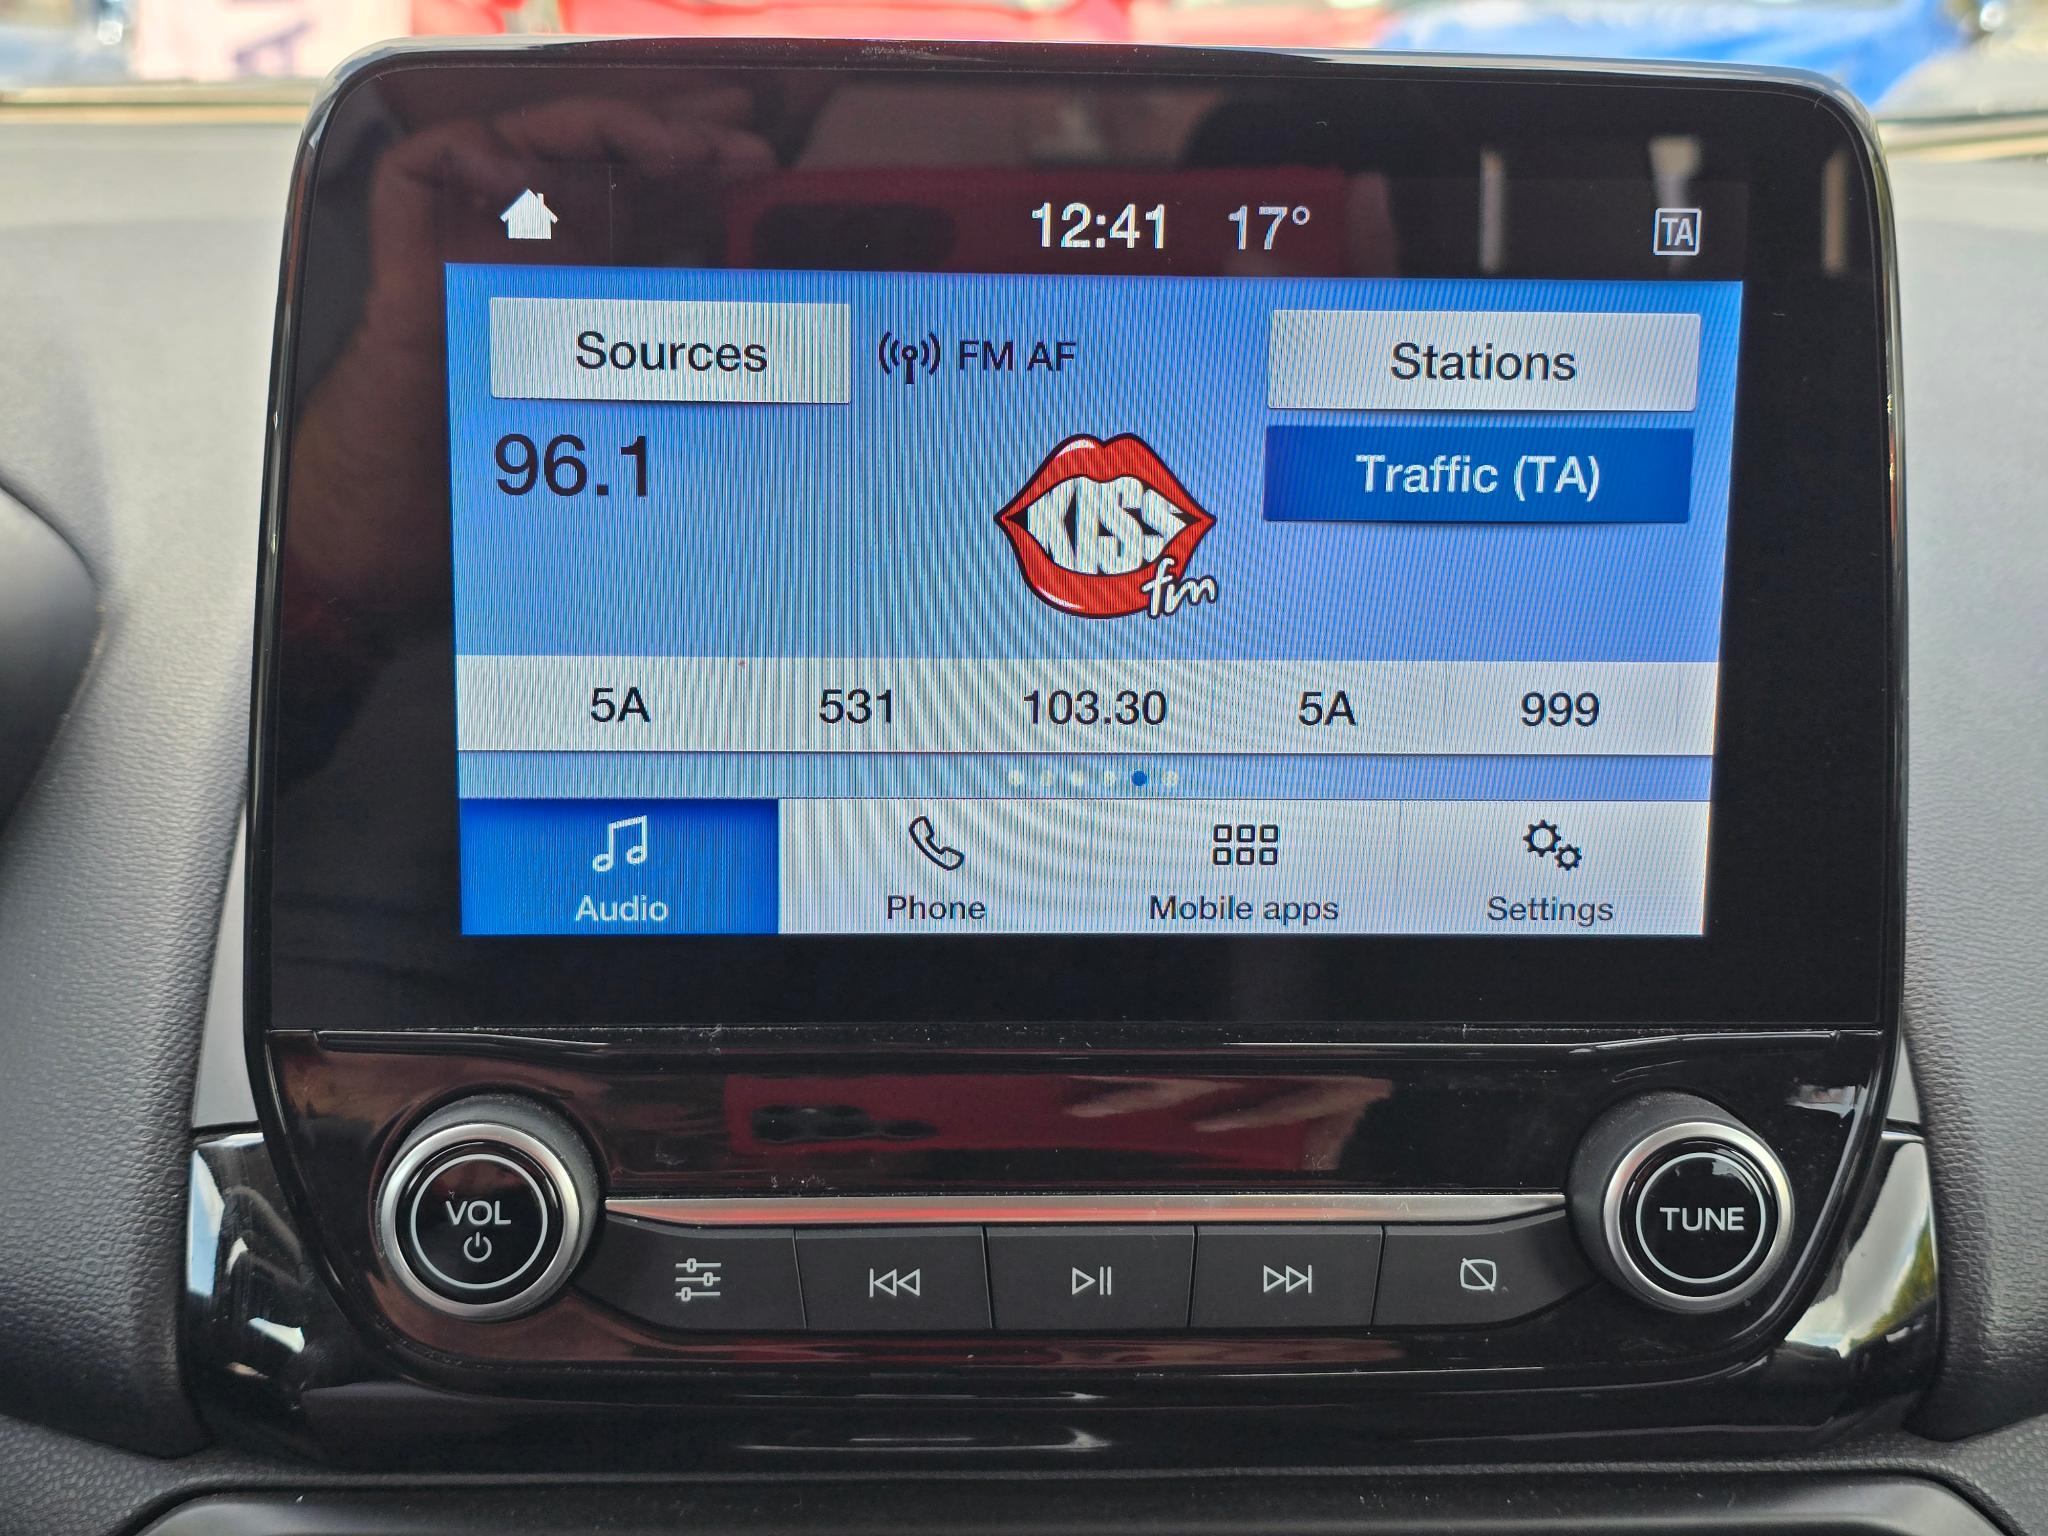 12:41 17° TA
Sources FM AF Stations
96.1 Traffic (TA)
KISS
fm
5A 531 103.30 5A 999
Audio Phone Mobile apps Settings
VOL TUNE